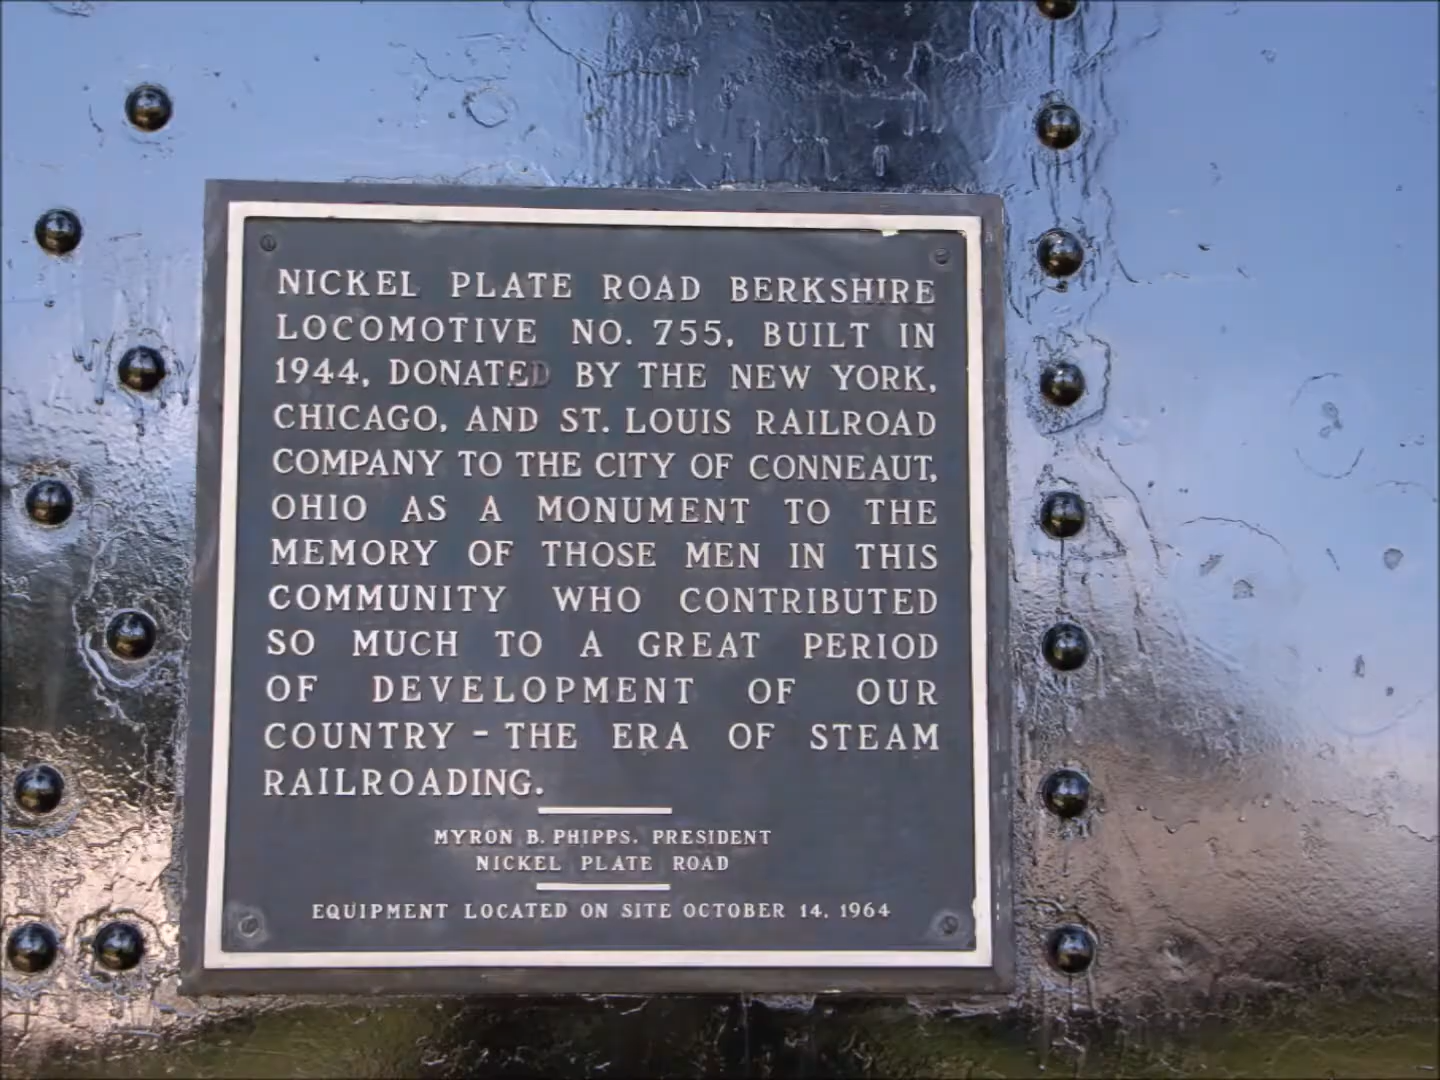 NICKEL PLATE ROAD BERKSHIRE
LOCOMOTIVE NO. 755, BUILT IN
1944, DONATED BY THE NEW YORK,
CHICAGO, AND ST. LOUIS RAILROAD
COMPANY TO THE CITY OF CONNEAUT,
OHIO AS A MONUMENT TO THE
MEMORY OF THOSE MEN IN THIS
COMMUNITY WHO CONTRIBUTED
SO MUCH TO A GREAT PERIOD
OF DEVELOPMENT OF OUR
COUNTRY - THE ERA OF STEAM
RAILROADING.
MYRON B. PHIPPS, PRESIDENT
NICKEL PLATE ROAD
EQUIPMENT LOCATED ON SITE OCTOBER 14, 1964